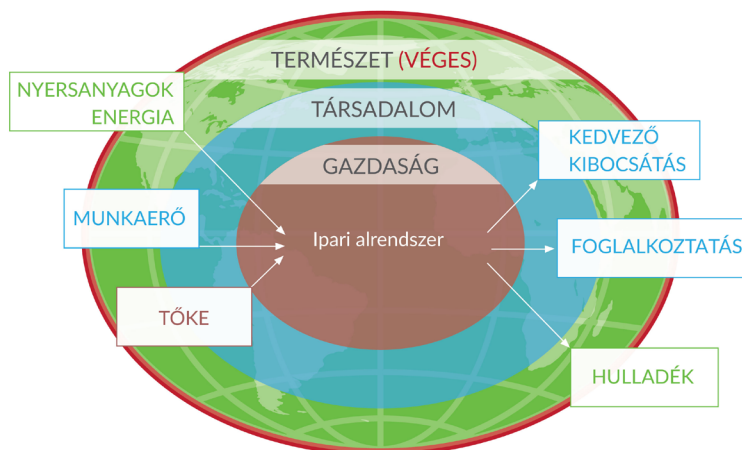 TERMÉSZET (VÉGES)
NYERSANYAGOK
ENERGIA
TÁRSADALOM
KEDVEZŐ
KIBOCSÁTÁS
GAZDASÁG
MUNKAERŐ
Ipari alrendszer
FOGLALKOZTATÁS
TŐKE
HULLADÉK